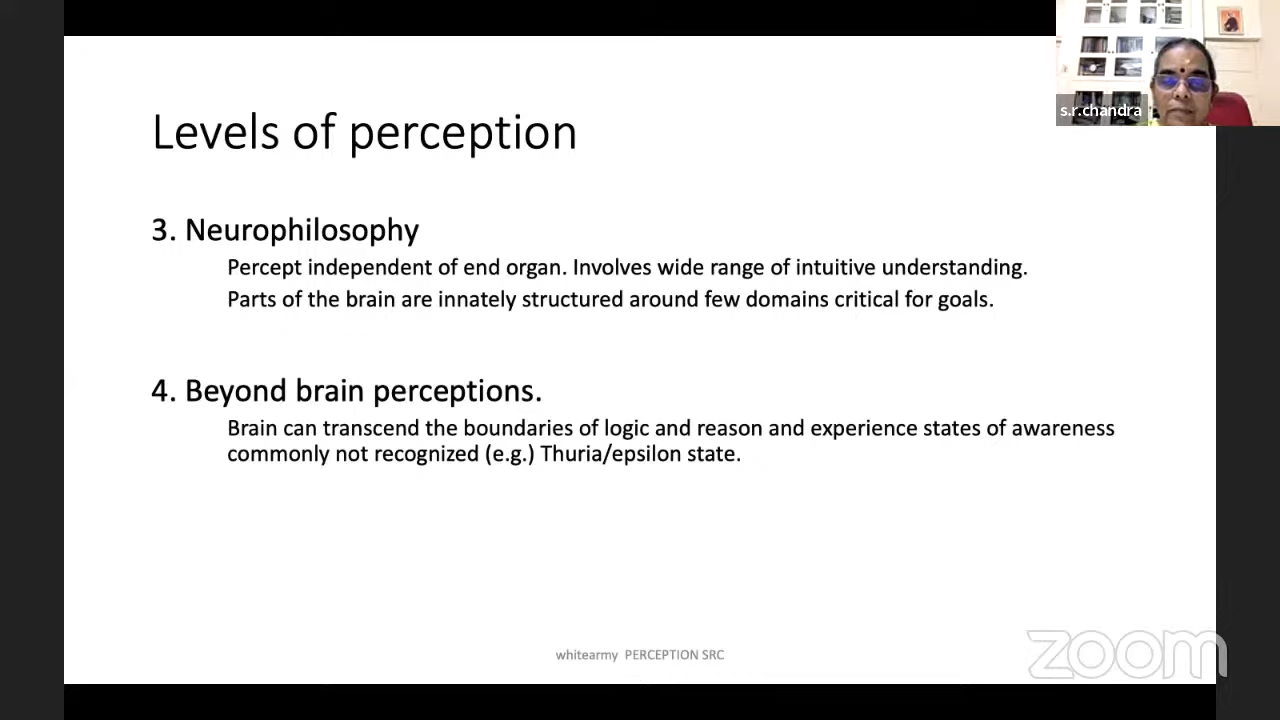 s.r.chandra
Levels of perception
3. Neurophilosophy
Percept independent of end organ. Involves wide range of intuitive understanding.
Parts of the brain are innately structured around few domains critical for goals.
4. Beyond brain perceptions.
Brain can transcend the boundaries of logic and reason and experience states of awareness
commonly not recognized (e.g.) Thuria/epsilon state.
whitearmy PERCEPTION SRC
zoom